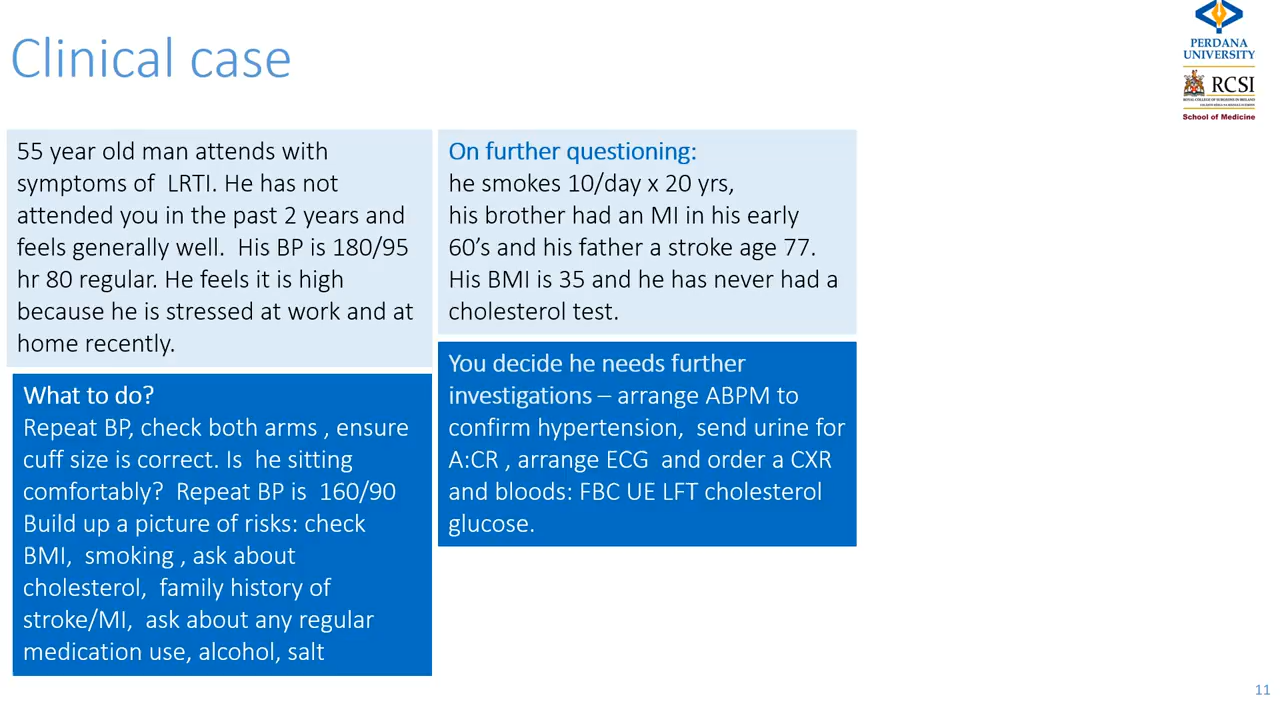 Clinical case
PERDANA
UNIVERSITY
RCSI
ROYAL COLLEGE OF SURGEONS IN IRELAND
School of Medicine
55 year old man attends with
symptoms of LRTI. He has not
attended you in the past 2 years and
feels generally well. His BP is 180/95
hr 80 regular. He feels it is high
because he is stressed at work and at
home recently.
What to do?
Repeat BP, check both arms , ensure
cuff size is correct. Is he sitting
comfortably? Repeat BP is 160/90
Build up a picture of risks: check
BMI, smoking , ask about
cholesterol, family history of
stroke/MI, ask about any regular
medication use, alcohol, salt
On further questioning:
he smokes 10/day x 20 yrs,
his brother had an MI in his early
60’s and his father a stroke age 77.
His BMI is 35 and he has never had a
cholesterol test.
You decide he needs further
investigations – arrange ABPM to
confirm hypertension, send urine for
A:CR , arrange ECG and order a CXR
and bloods: FBC UE LFT cholesterol
glucose.
11